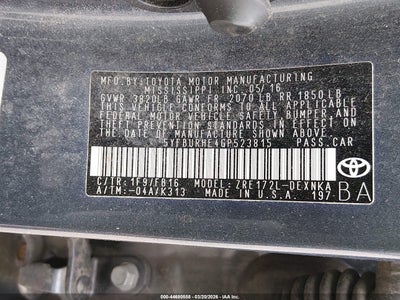 MFD. BY: TOYOTA MOTOR MANUFACTURING
MISSISSIPPI, INC. 05/16
GVWR 3820LB GAWR FR 2070LB RR 1850LB
THIS VEHICLE CONFORMS TO ALL APPLICABLE
FEDERAL MOTOR VEHICLE SAFETY, BUMPER AND
THEFT PREVENTION STANDARDS IN EFFECT ON
THE DATE OF MANUFACTURE SHOWN ABOVE.
5YFBURHE4GP523815 PASS.CAR
C/TR: 1F9/FB16 MODEL: ZRE172L-DEXNKA
A/TM: -04A/K313 MADE IN U.S.A. 197
TOYOTA
BA
000-44680588 - 03/20/2026 - IAA Inc.